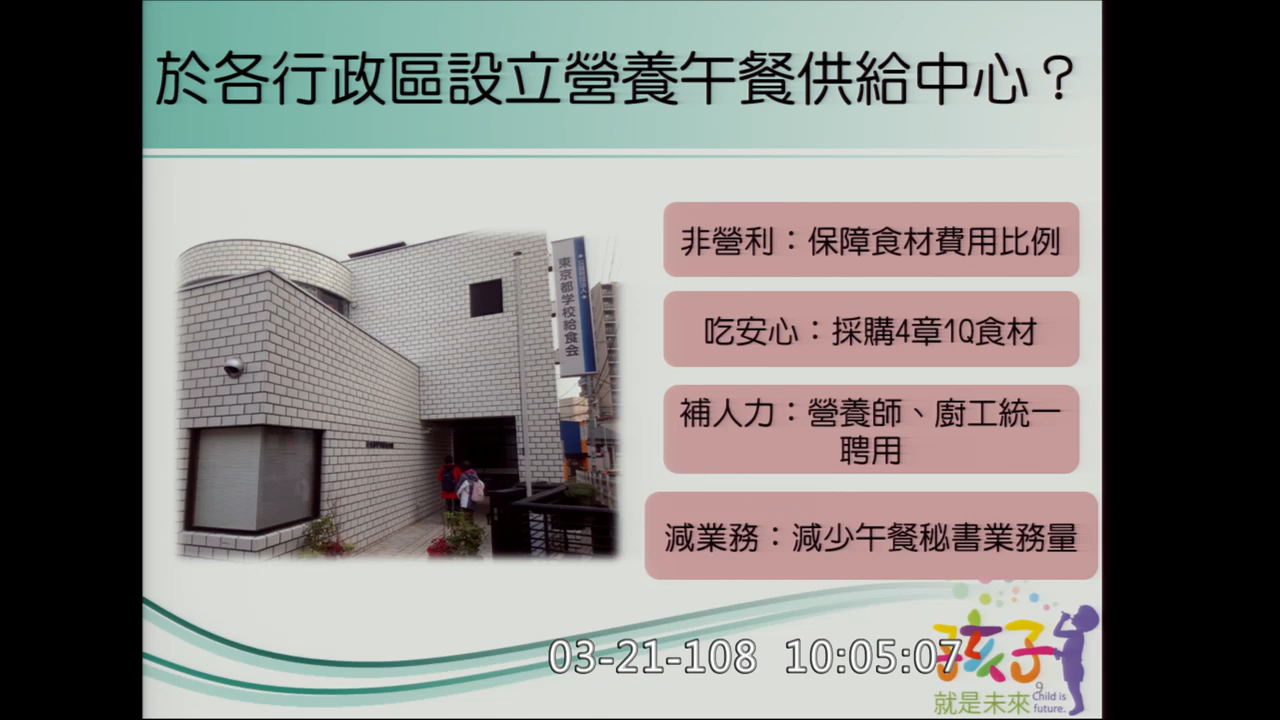 於各行政區設立營養午餐供給中心？
東京都学校給食会
非營利：保障食材費用比例
吃安心：採購4章1Q食材
補人力：營養師、廚工統一
聘用
減業務：減少午餐秘書業務量
03-21-108 10:05:07
孩子
就是未來
Child is
future.
9